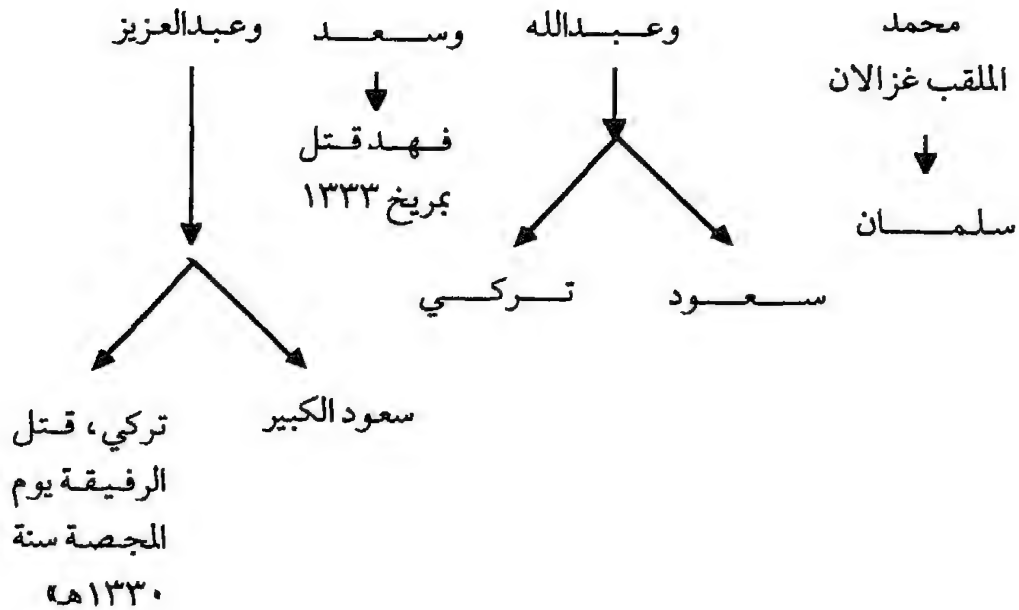 محمد وعبدالله وسعد وعبدالعزيز
الملقب غزالان
فهد قتل
بمريخ ١٣٣٣
سلمان
سعود تركي
سعود الكبير
تركي، قتل
الرفيقة يوم
المجصة سنة
١٣٣٠هـ»